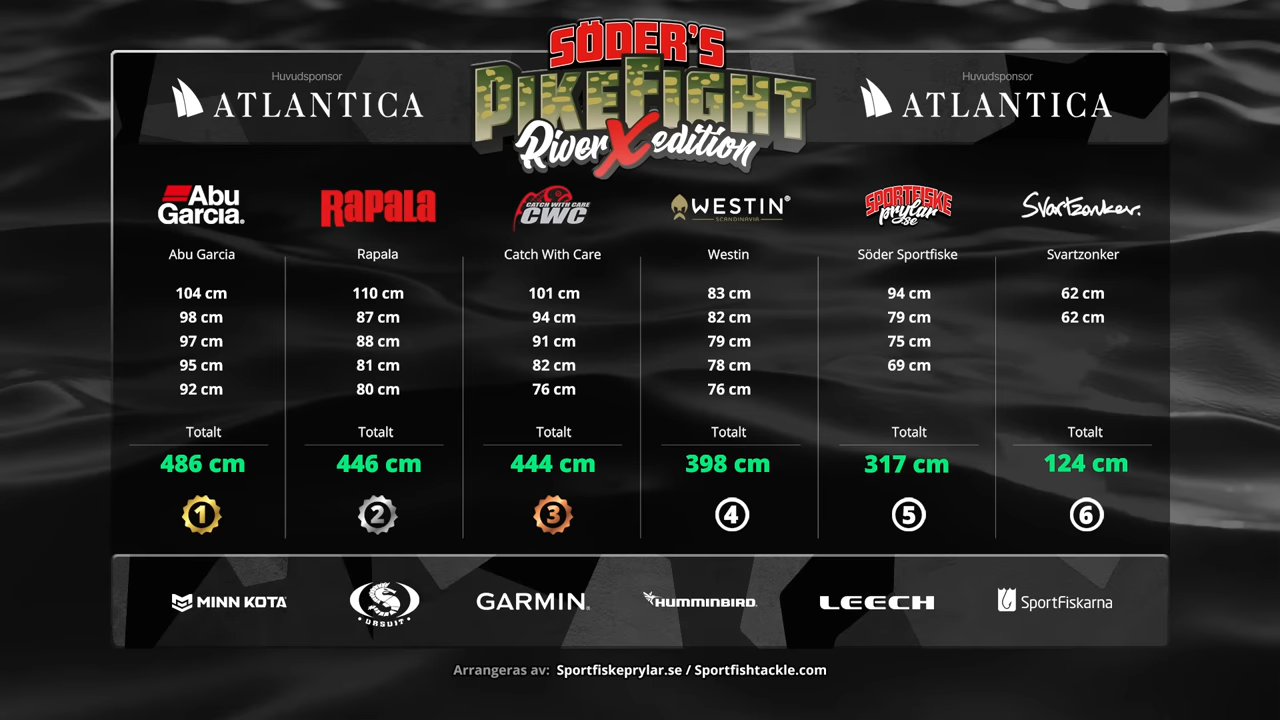 SÖDER'S
PIKEFIGHT
River X edition
Huvudsponsor
ATLANTICA
Huvudsponsor
ATLANTICA
Abu Garcia.
Abu Garcia
104 cm
98 cm
97 cm
95 cm
92 cm
Totalt
486 cm
1
RAPALA
Rapala
110 cm
87 cm
88 cm
81 cm
80 cm
Totalt
446 cm
2
CATCH WITH CARE
CWC
Catch With Care
101 cm
94 cm
91 cm
82 cm
76 cm
Totalt
444 cm
3
WESTIN®
SCANDINAVIA
Westin
83 cm
82 cm
79 cm
78 cm
76 cm
Totalt
398 cm
4
SPORTFISKE
prylar
.se
Söder Sportfiske
94 cm
79 cm
75 cm
69 cm
Totalt
317 cm
5
Svartzonker.
Svartzonker
62 cm
62 cm
Totalt
124 cm
6
MINN KOTA
URSUIT
GARMIN®
HUMMINBIRD
LEECH
SportFiskarna
Arrangeras av: Sportfiskeprylar.se / Sportfishtackle.com